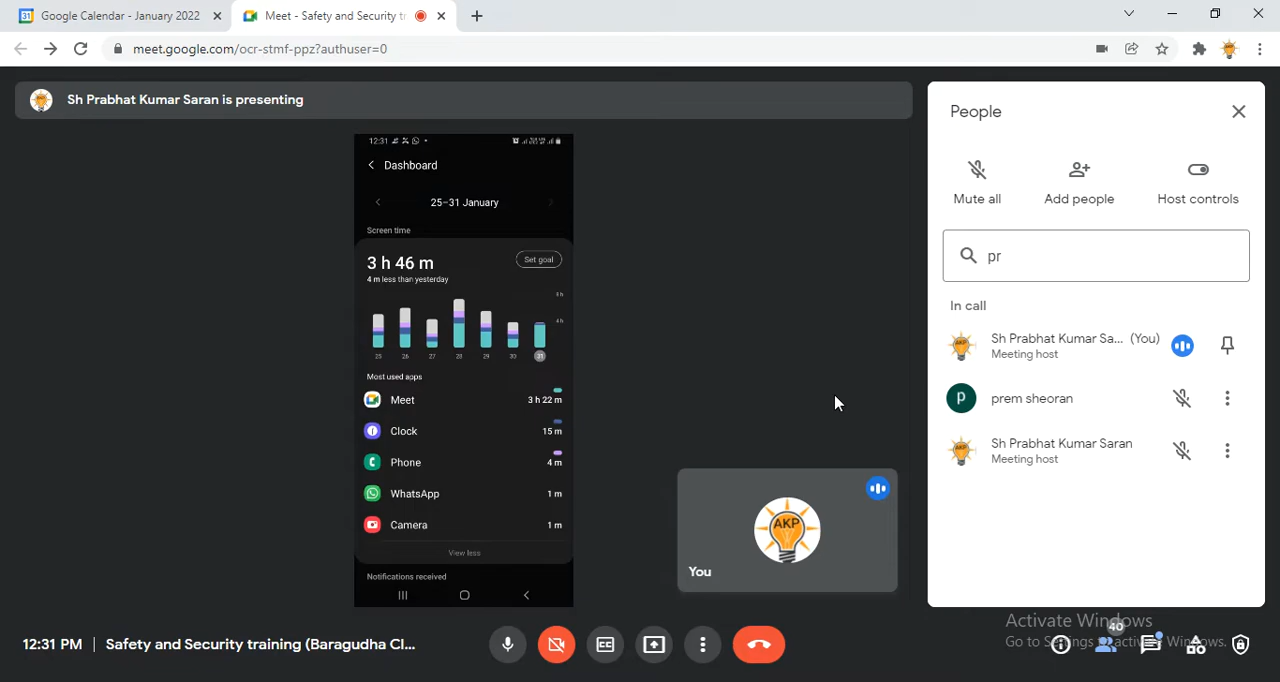 Google Calendar - January 2022
Meet - Safety and Security tr
meet.google.com/ocr-stmf-ppz?authuser=0
Sh Prabhat Kumar Saran is presenting
12:31
Dashboard
25–31 January
Screen time
3 h 46 m
Set goal
4 m less than yesterday
8 h
4 h
25 26 27 28 29 30 31
Most used apps
Meet 3 h 22 m
Clock 15 m
Phone 4 m
WhatsApp 1 m
Camera 1 m
View less
Notifications received
AKP
You
People
Mute all Add people Host controls
pr
In call
AKP
Sh Prabhat Kumar Sa... (You)
Meeting host
p
prem sheoran
AKP
Sh Prabhat Kumar Saran
Meeting host
Activate Windows
Go to Settings to activate Windows.
40
12:31 PM | Safety and Security training (Baragudha Cl...